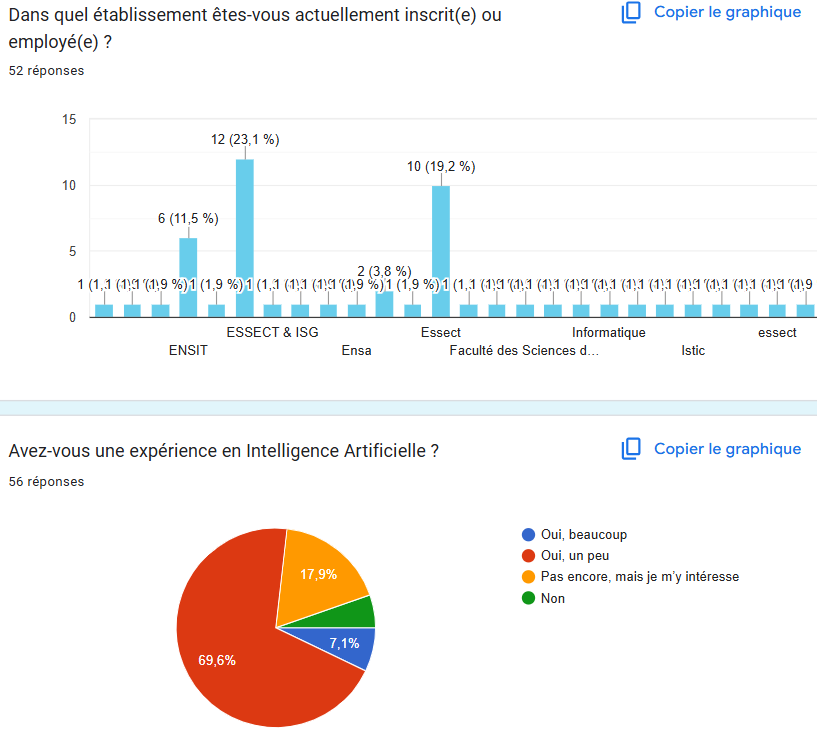 Dans quel établissement êtes-vous actuellement inscrit(e) ou
employé(e) ?
Copier le graphique
52 réponses
15
12 (23,1 %)
10 (19,2 %)
10
6 (11,5 %)
5
2 (3,8 %)
0
ESSECT & ISG
Essect
Informatique
essect
ENSIT
Ensa
Faculté des Sciences d…
Istic
Avez-vous une expérience en Intelligence Artificielle ?
Copier le graphique
56 réponses
Oui, beaucoup
Oui, un peu
Pas encore, mais je m'y intéresse
Non
17,9%
7,1%
69,6%